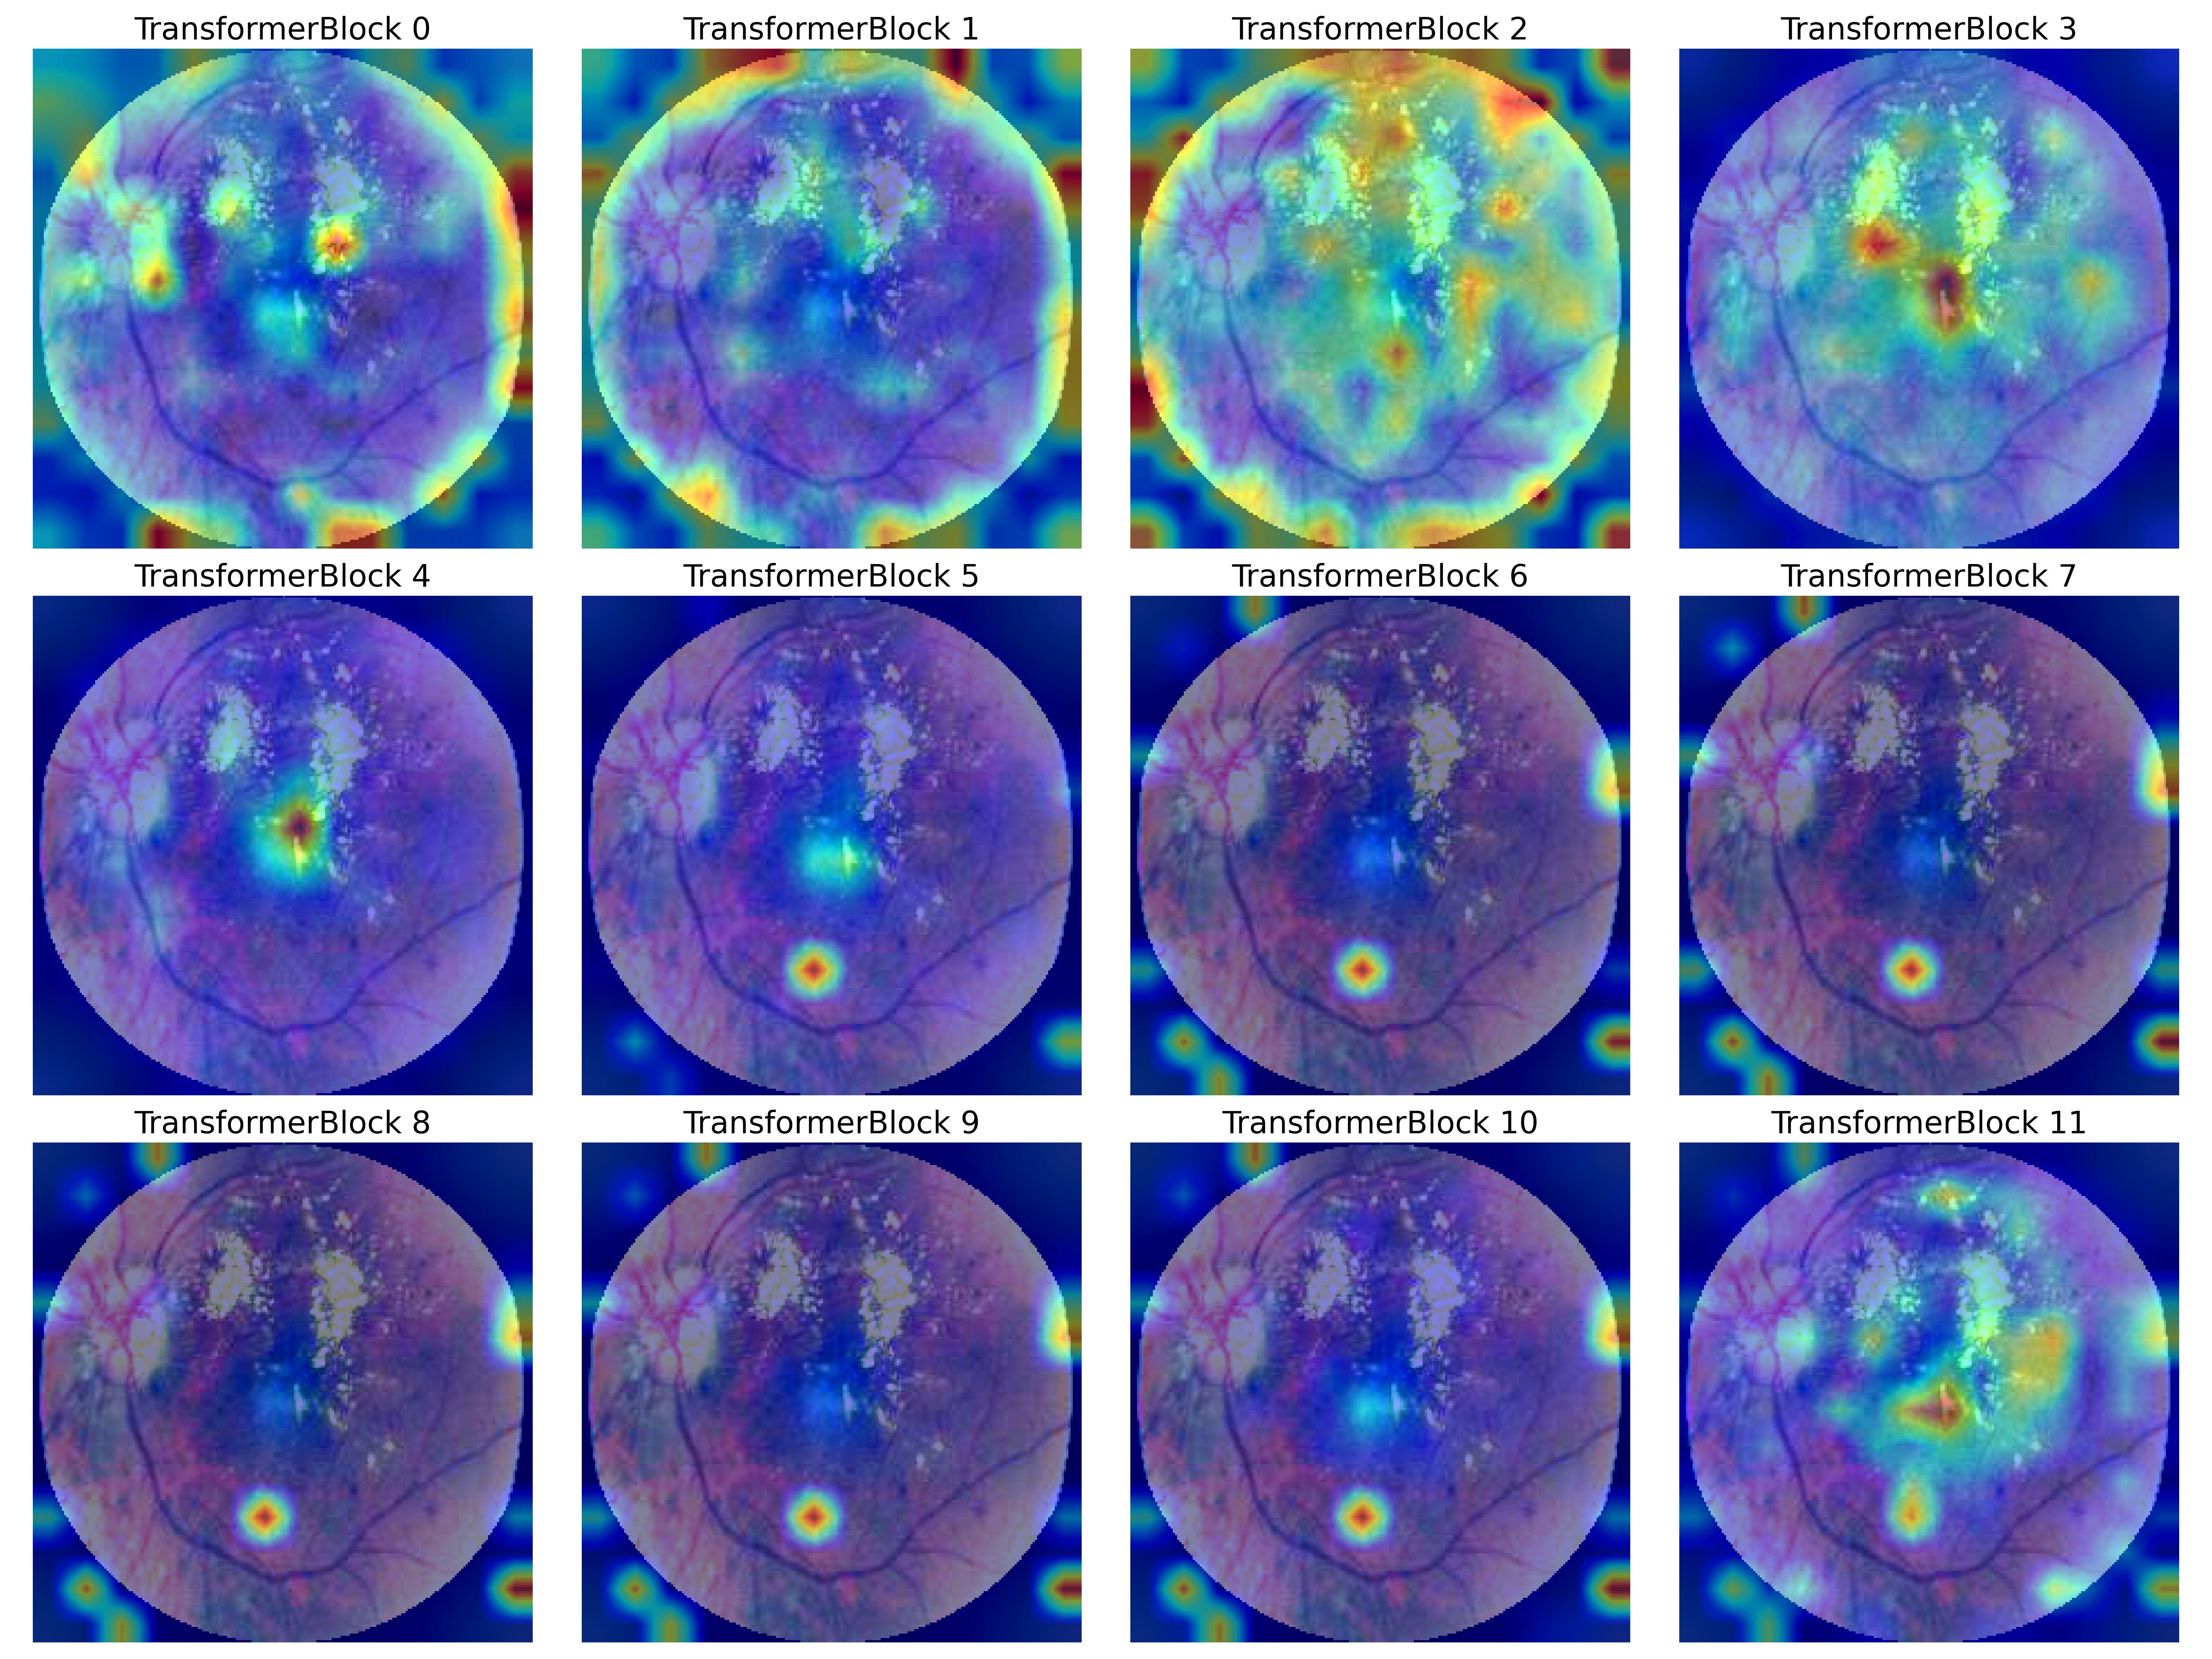 TransformerBlock 0
TransformerBlock 1
TransformerBlock 2
TransformerBlock 3
TransformerBlock 4
TransformerBlock 5
TransformerBlock 6
TransformerBlock 7
TransformerBlock 8
TransformerBlock 9
TransformerBlock 10
TransformerBlock 11